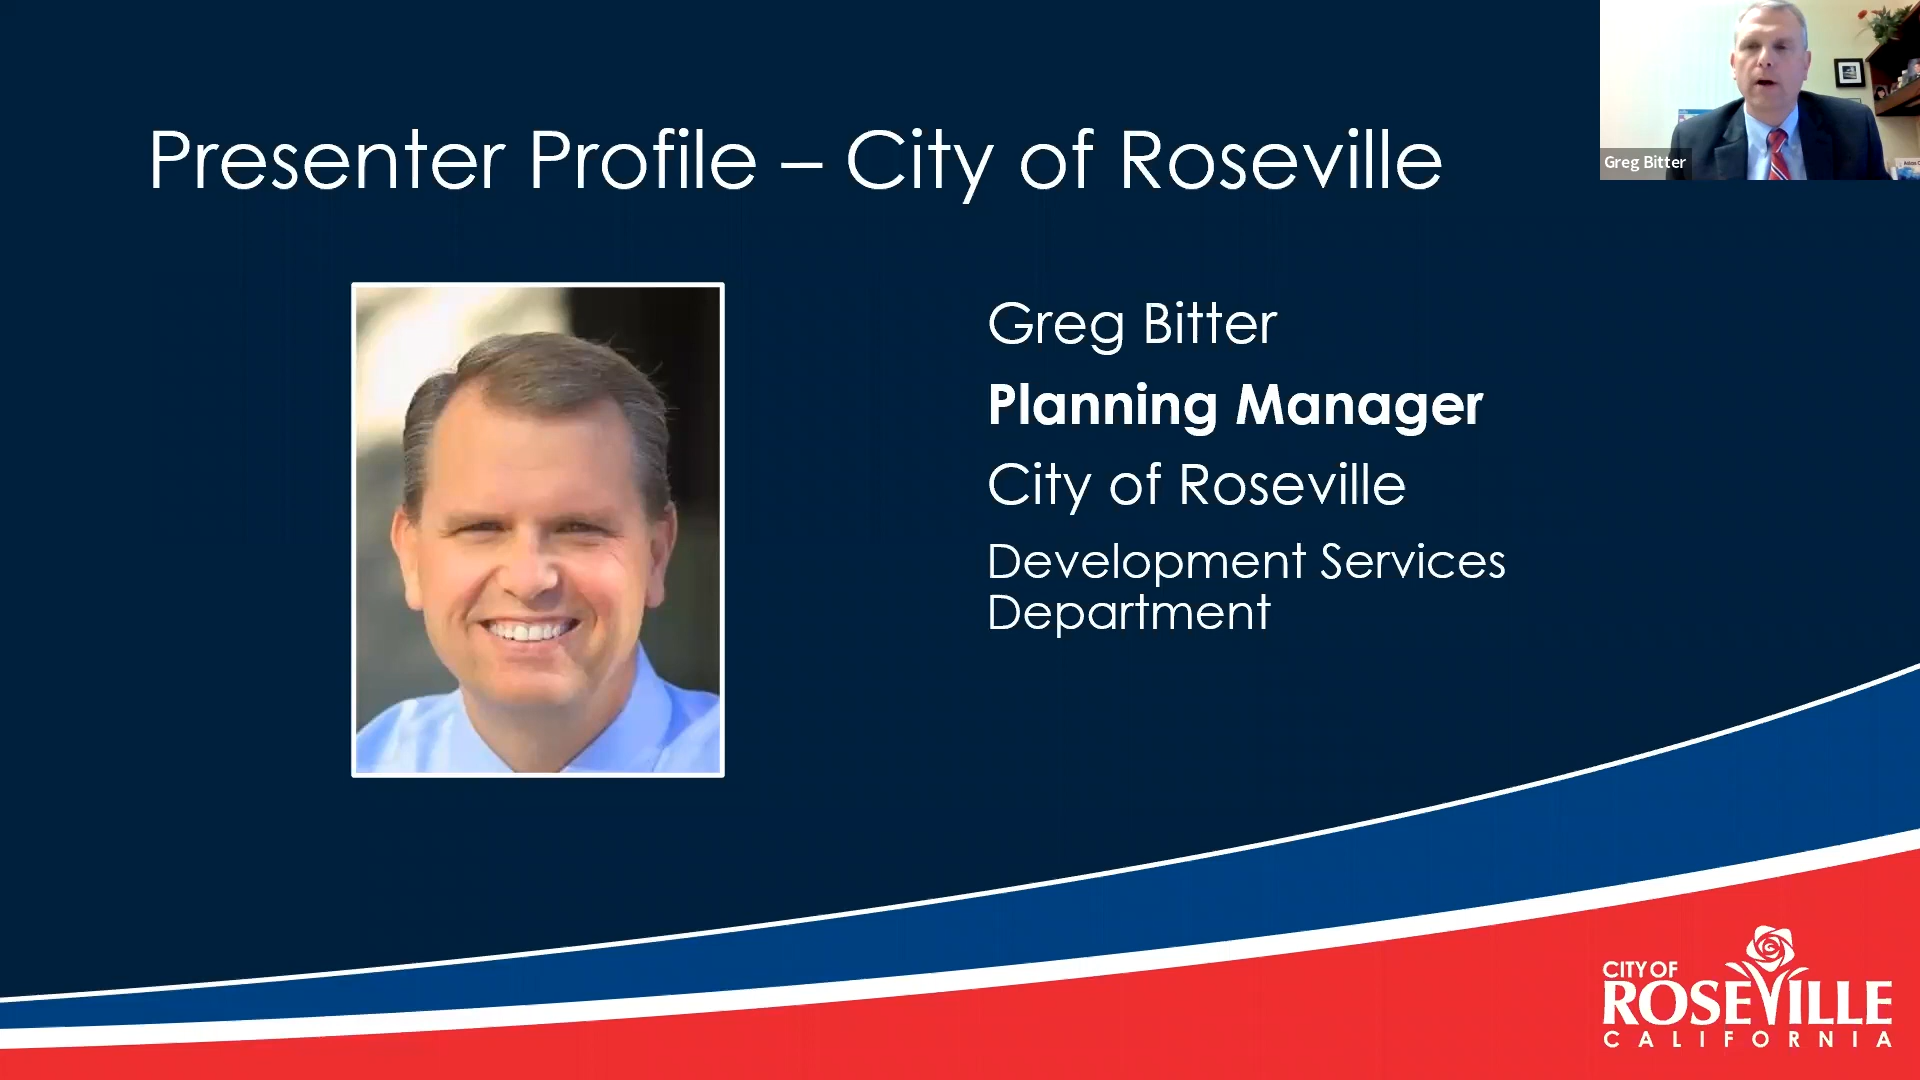 Presenter Profile – City of Roseville
Greg Bitter
Greg Bitter
Planning Manager
City of Roseville
Development Services
Department
CITY OF
ROSEVILLE
CALIFORNIA